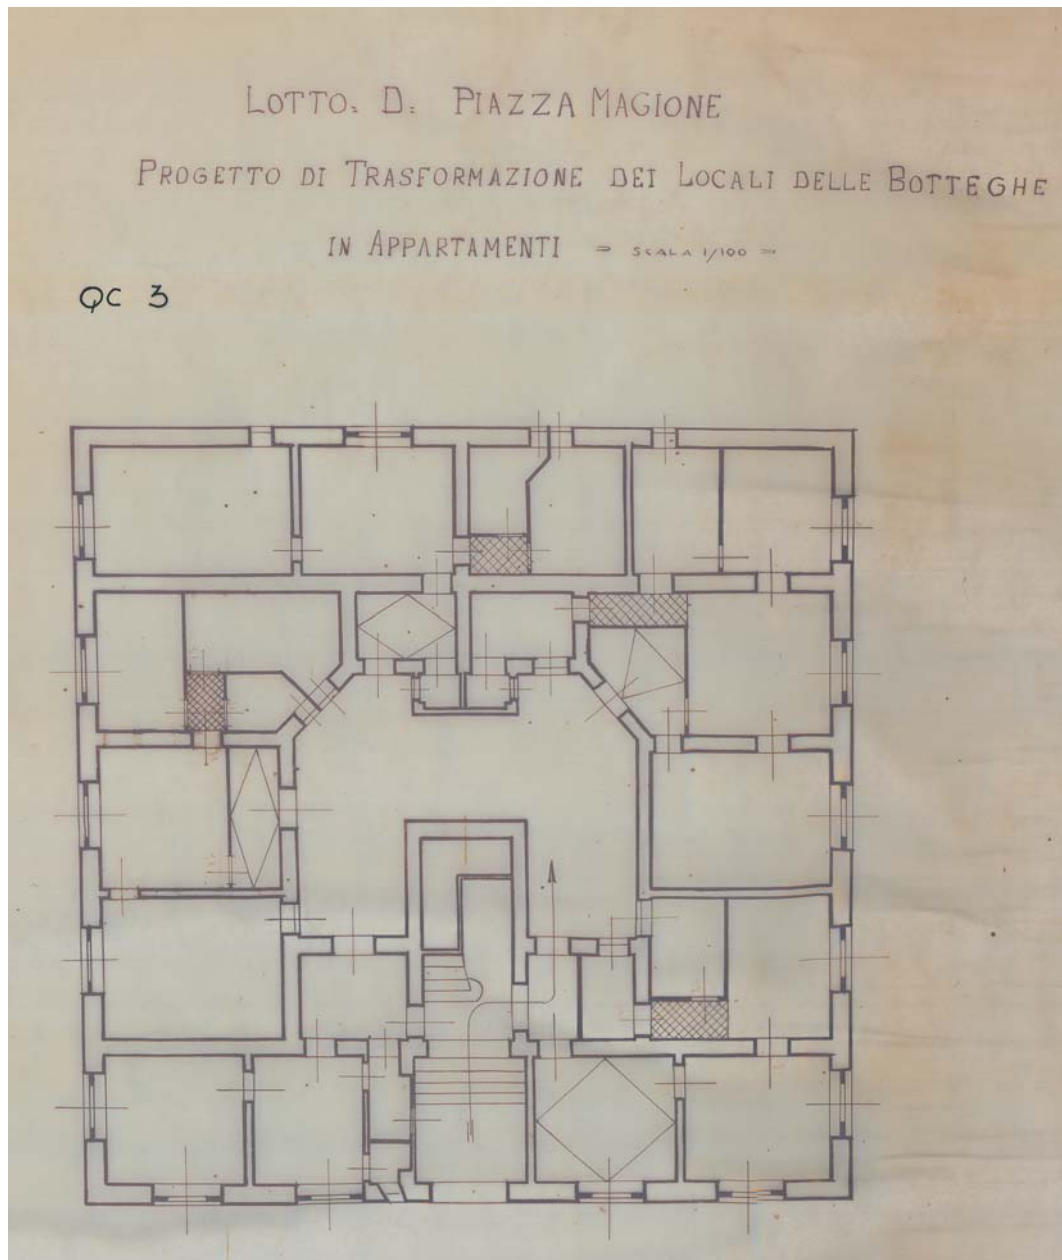 LOTTO. D. PIAZZA MAGIONE
PROGETTO DI TRASFORMAZIONE DEI LOCALI DELLE BOTTEGHE
IN APPARTAMENTI = SCALA 1/100 =
QC 3